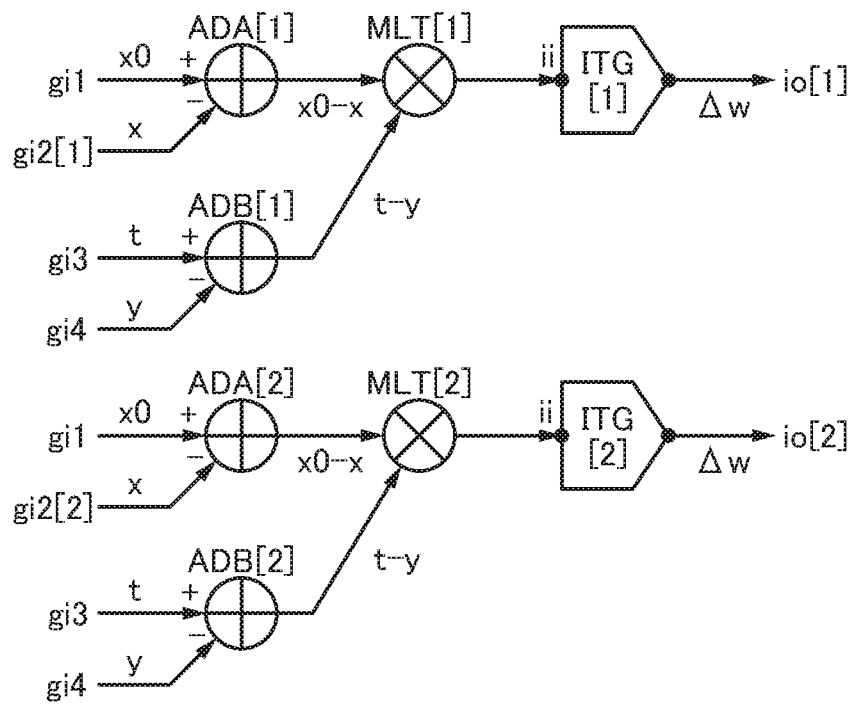 ADA[1] MLT[1]
x0 + ii ITG [1] io[1]
gi1 x0-x Δw
− x
gi2[1]
ADB[1] t-y
t +
gi3
− y
gi4
ADA[2] MLT[2]
x0 + ii ITG [2] io[2]
gi1 x0-x Δw
− x
gi2[2]
ADB[2] t-y
t +
gi3
− y
gi4